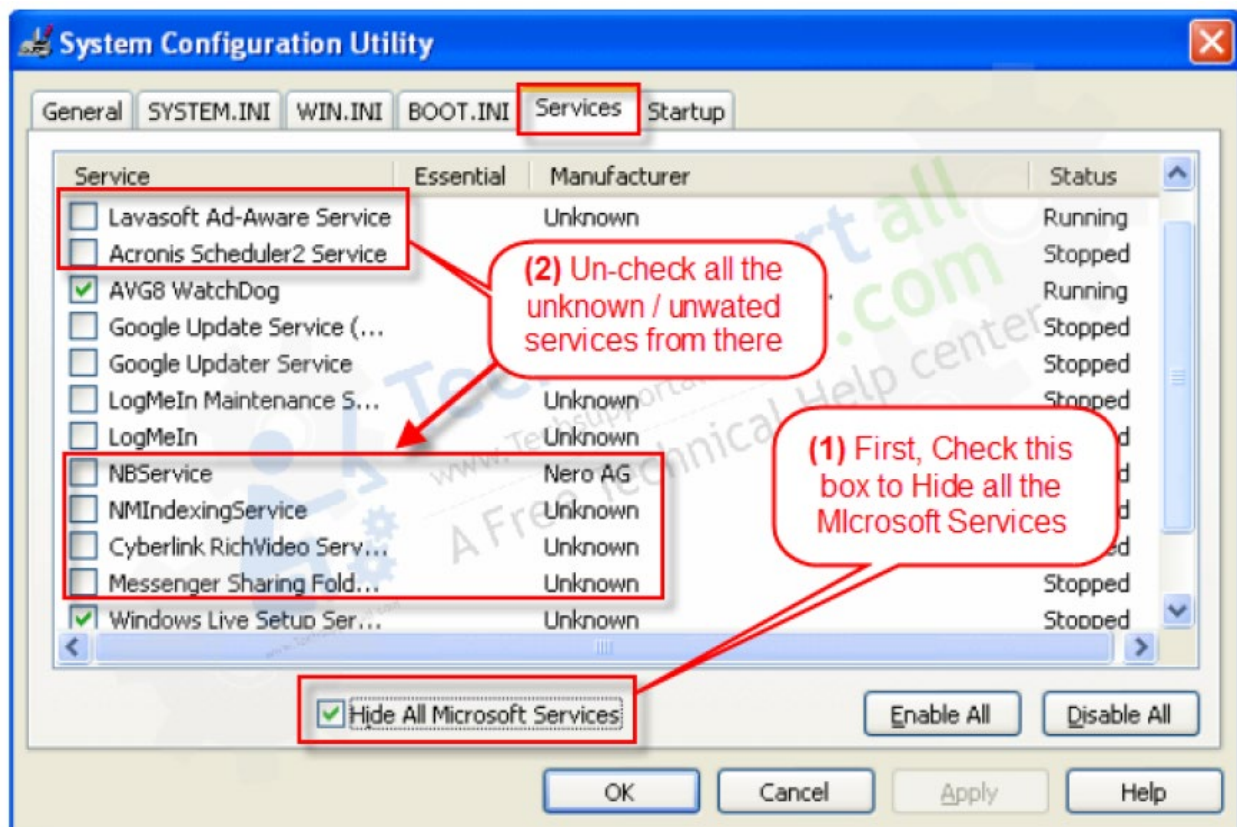 System Configuration Utility
General SYSTEM.INI WIN.INI BOOT.INI Services Startup
Service Essential Manufacturer Status
Lavasoft Ad-Aware Service Unknown Running
Acronis Scheduler2 Service Stopped
AVG8 WatchDog Running
Google Update Service (... Stopped
Google Updater Service Stopped
LogMeIn Maintenance S... Unknown Stopped
LogMeIn Unknown
NBService Nero AG
NMIndexingService Unknown
Cyberlink RichVideo Serv... Unknown
Messenger Sharing Fold... Unknown Stopped
Windows Live Setup Ser... Unknown Stopped
(2) Un-check all the
unknown / unwated
services from there
(1) First, Check this
box to Hide all the
MIcrosoft Services
A Free Technical Help center
Hide All Microsoft Services Enable All Disable All
OK Cancel Apply Help